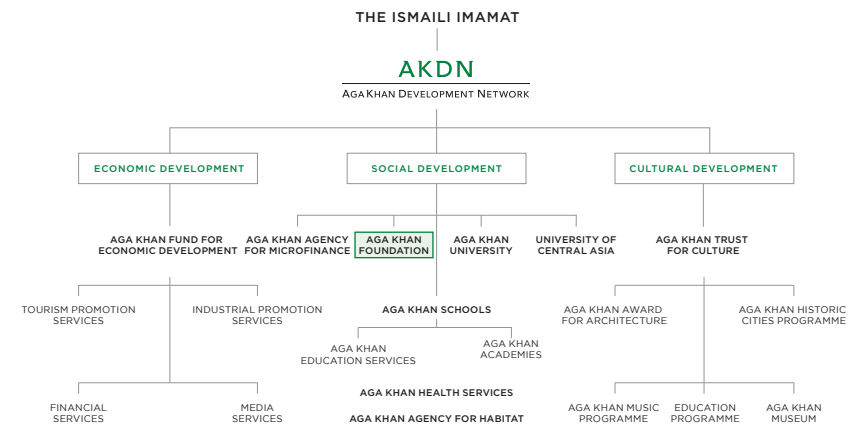 THE ISMAILI IMAMAT
AKDN
AGA KHAN DEVELOPMENT NETWORK
ECONOMIC DEVELOPMENT
SOCIAL DEVELOPMENT
CULTURAL DEVELOPMENT
AGA KHAN FUND FOR
ECONOMIC DEVELOPMENT
AGA KHAN AGENCY
FOR MICROFINANCE
AGA KHAN
FOUNDATION
AGA KHAN
UNIVERSITY
UNIVERSITY OF
CENTRAL ASIA
AGA KHAN TRUST
FOR CULTURE
TOURISM PROMOTION
SERVICES
INDUSTRIAL PROMOTION
SERVICES
AGA KHAN SCHOOLS
AGA KHAN AWARD
FOR ARCHITECTURE
AGA KHAN HISTORIC
CITIES PROGRAMME
AGA KHAN
EDUCATION SERVICES
AGA KHAN
ACADEMIES
AGA KHAN HEALTH SERVICES
FINANCIAL
SERVICES
MEDIA
SERVICES
AGA KHAN AGENCY FOR HABITAT
AGA KHAN MUSIC
PROGRAMME
EDUCATION
PROGRAMME
AGA KHAN
MUSEUM